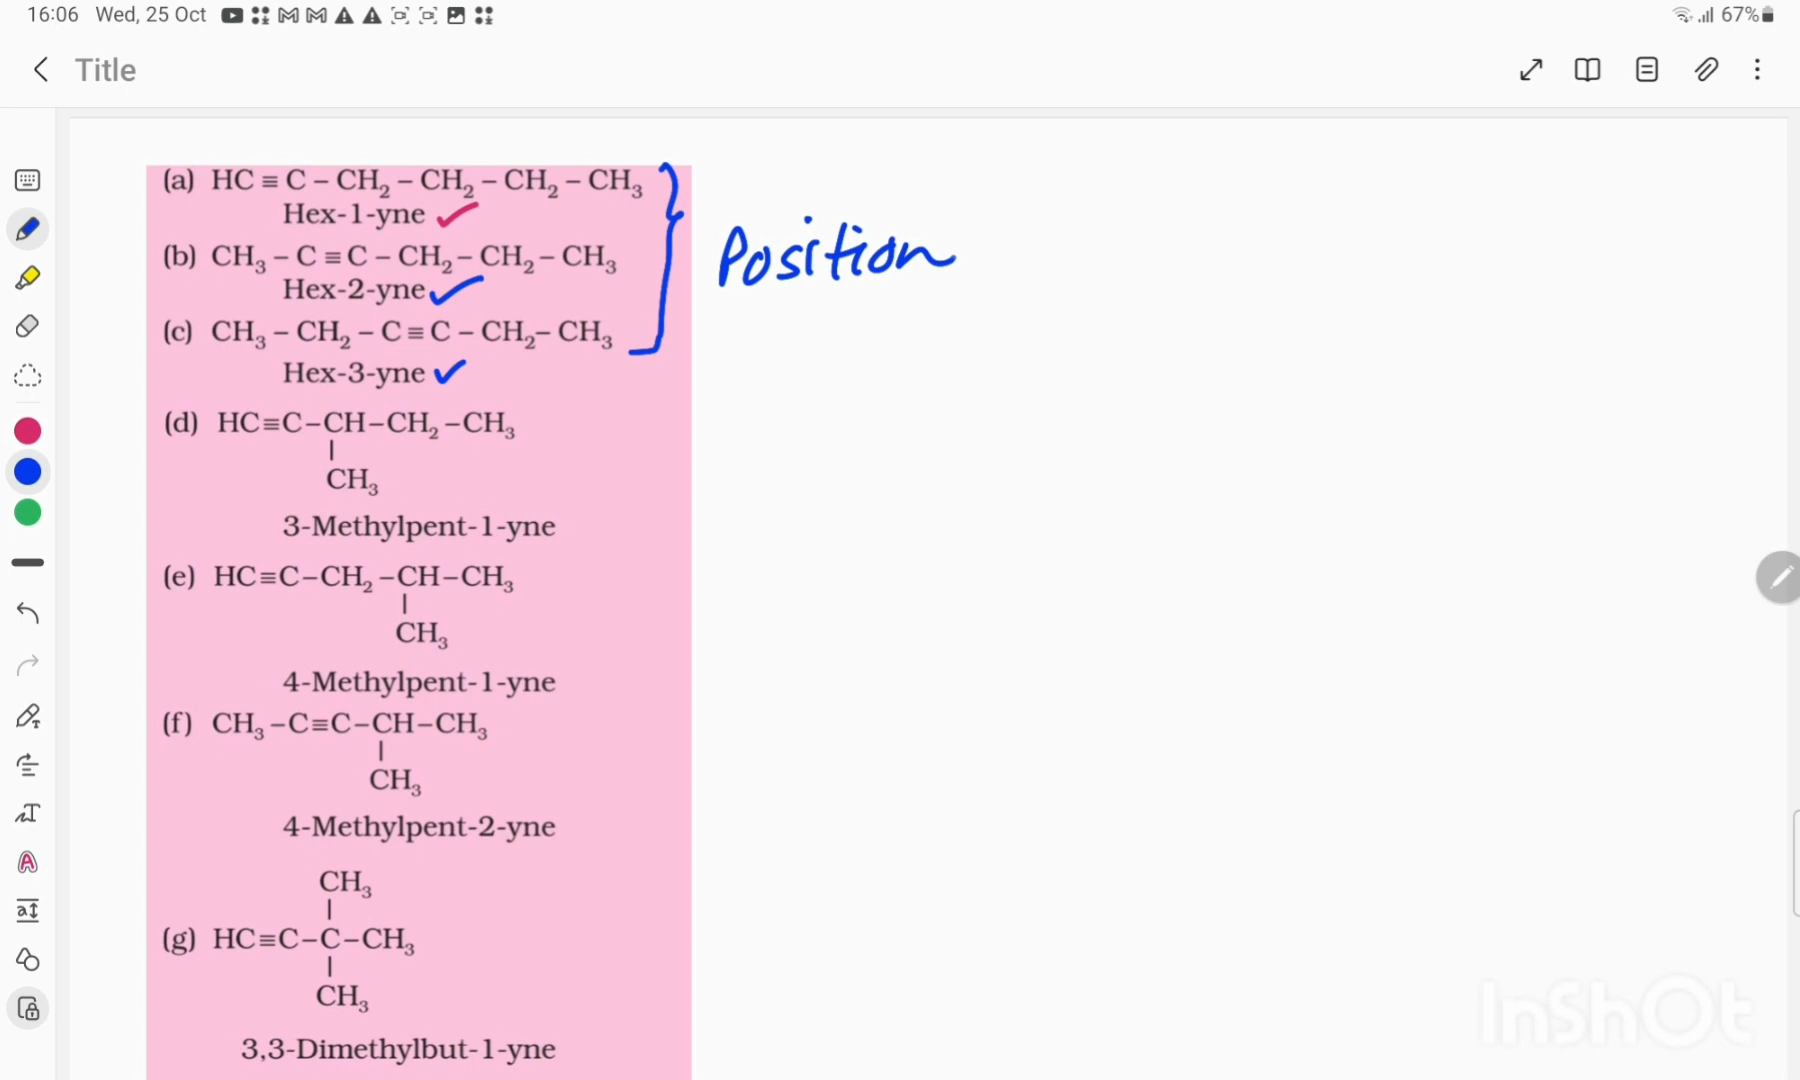 16:06 Wed, 25 Oct
67%
Title
(a) HC ≡ C – CH₂ – CH₂ – CH₂ – CH₃
Hex-1-yne
Position
(b) CH₃ – C ≡ C – CH₂ – CH₂ – CH₃
Hex-2-yne
(c) CH₃ – CH₂ – C ≡ C – CH₂ – CH₃
Hex-3-yne
(d) HC≡C–CH–CH₂–CH₃
|
CH₃
3-Methylpent-1-yne
(e) HC≡C–CH₂–CH–CH₃
|
CH₃
4-Methylpent-1-yne
(f) CH₃–C≡C–CH–CH₃
|
CH₃
4-Methylpent-2-yne
CH₃
|
(g) HC≡C–C–CH₃
|
CH₃
3,3-Dimethylbut-1-yne
InShOt